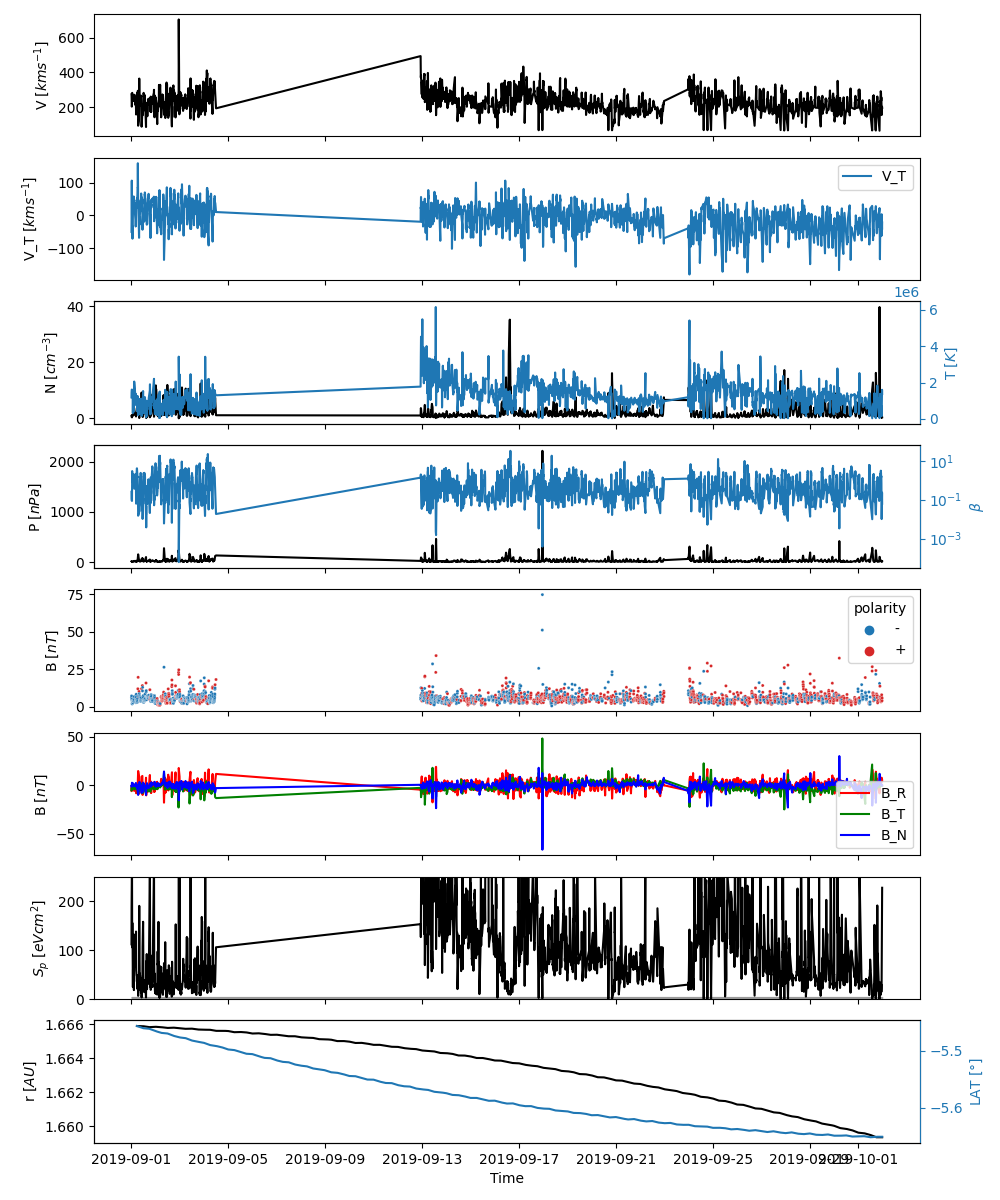 600
400
200
V [kms⁻¹]
100
0
−100
V_T [kms⁻¹]
V_T
40
20
0
N [cm⁻³]
1e6
6
4
2
0
T [K]
2000
1000
0
P [nPa]
10¹
10⁻¹
10⁻³
β
75
50
25
0
B [nT]
polarity
-
+
50
0
−50
B [nT]
B_R
B_T
B_N
200
100
0
Sₚ [eVcm²]
1.666
1.664
1.662
1.660
r [AU]
−5.5
−5.6
LAT [°]
2019-09-01 2019-09-05 2019-09-09 2019-09-13 2019-09-17 2019-09-21 2019-09-25 2019-09-29 2019-10-01
Time